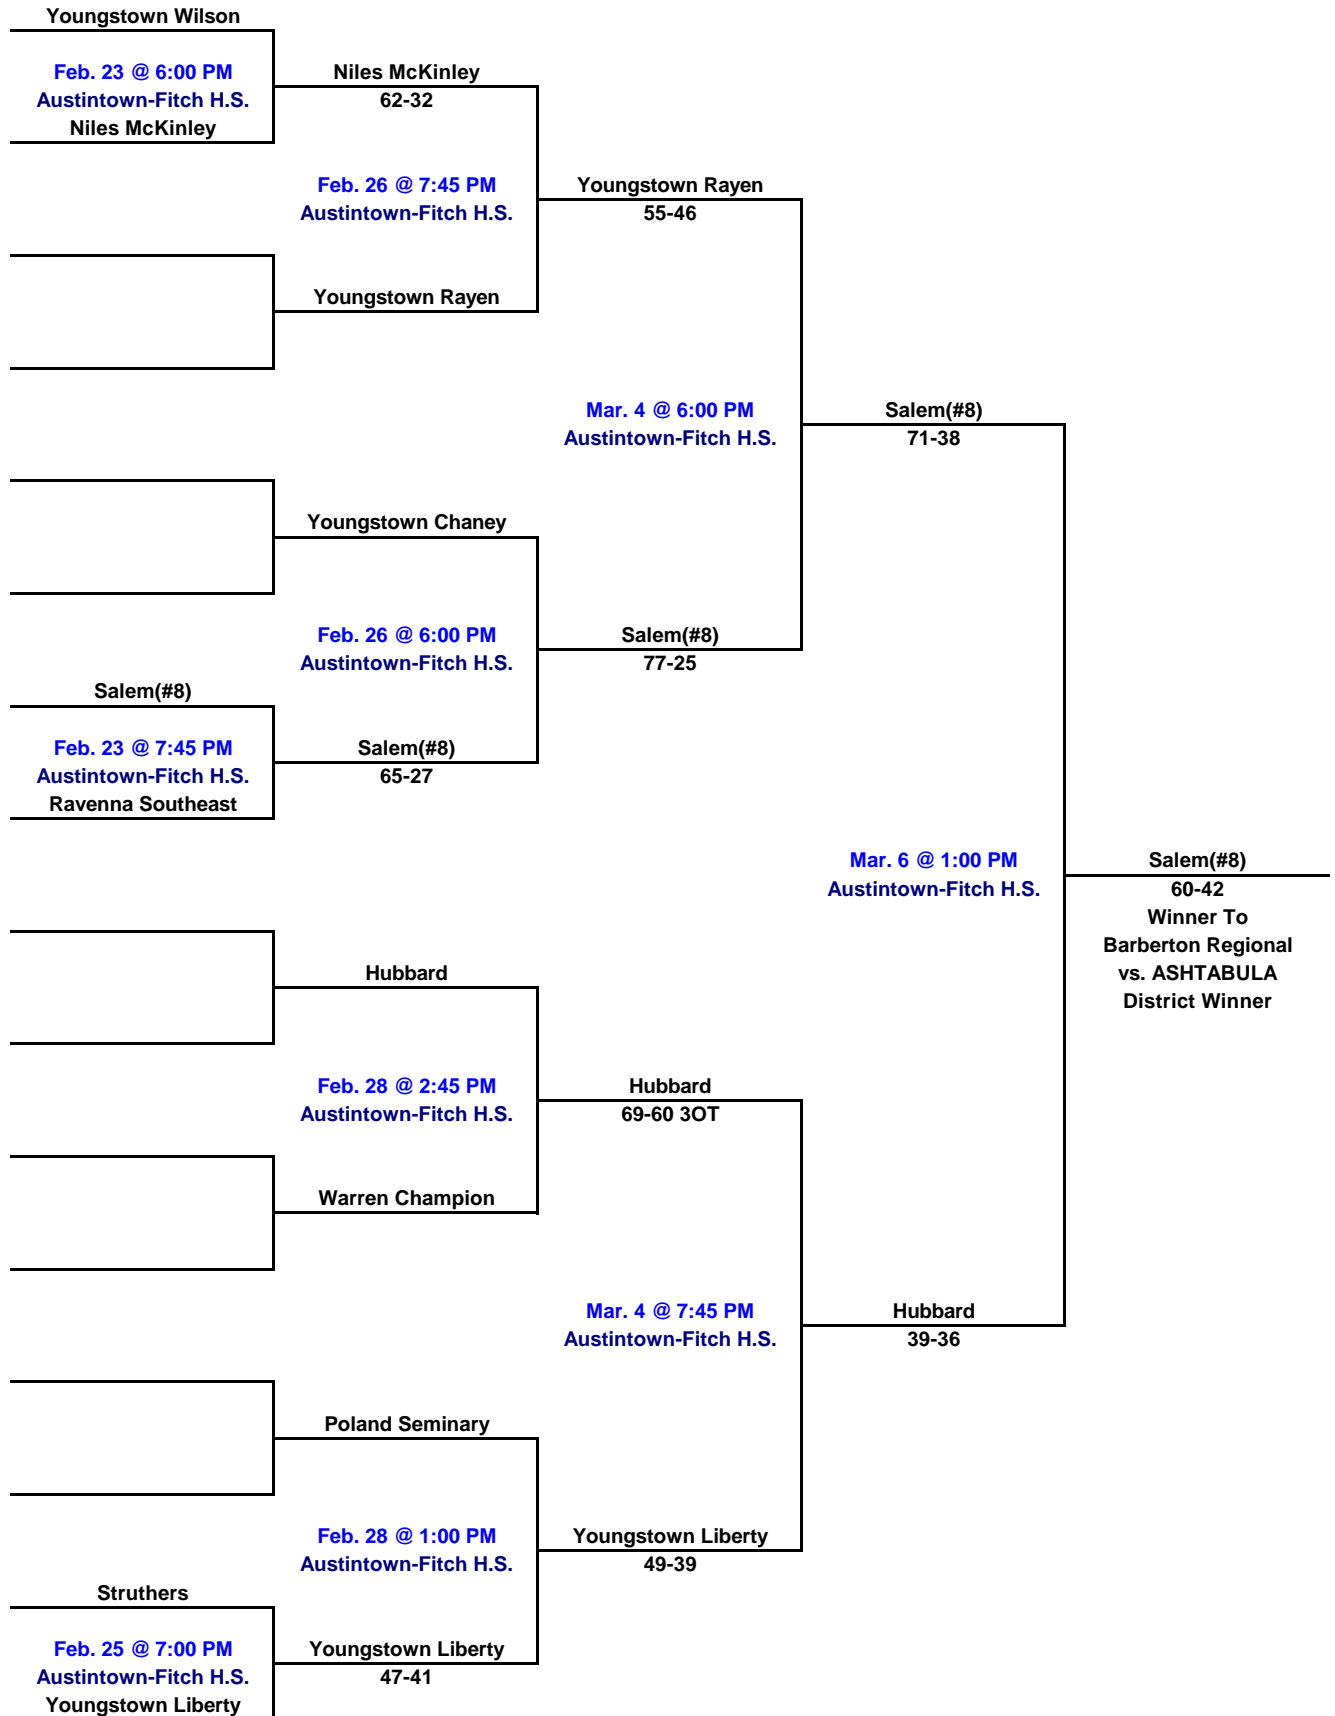 Youngstown Wilson
Feb. 23 @ 6:00 PM
Austintown-Fitch H.S.
Niles McKinley
Niles McKinley
62-32
Feb. 26 @ 7:45 PM
Austintown-Fitch H.S.
Youngstown Rayen
55-46
Youngstown Rayen
Mar. 4 @ 6:00 PM
Austintown-Fitch H.S.
Salem(#8)
71-38
Youngstown Chaney
Feb. 26 @ 6:00 PM
Austintown-Fitch H.S.
Salem(#8)
77-25
Salem(#8)
Feb. 23 @ 7:45 PM
Austintown-Fitch H.S.
Ravenna Southeast
Salem(#8)
65-27
Mar. 6 @ 1:00 PM
Austintown-Fitch H.S.
Salem(#8)
60-42
Winner To
Barberton Regional
vs. ASHTABULA
District Winner
Hubbard
Feb. 28 @ 2:45 PM
Austintown-Fitch H.S.
Hubbard
69-60 3OT
Warren Champion
Mar. 4 @ 7:45 PM
Austintown-Fitch H.S.
Hubbard
39-36
Poland Seminary
Feb. 28 @ 1:00 PM
Austintown-Fitch H.S.
Youngstown Liberty
49-39
Struthers
Feb. 25 @ 7:00 PM
Austintown-Fitch H.S.
Youngstown Liberty
Youngstown Liberty
47-41